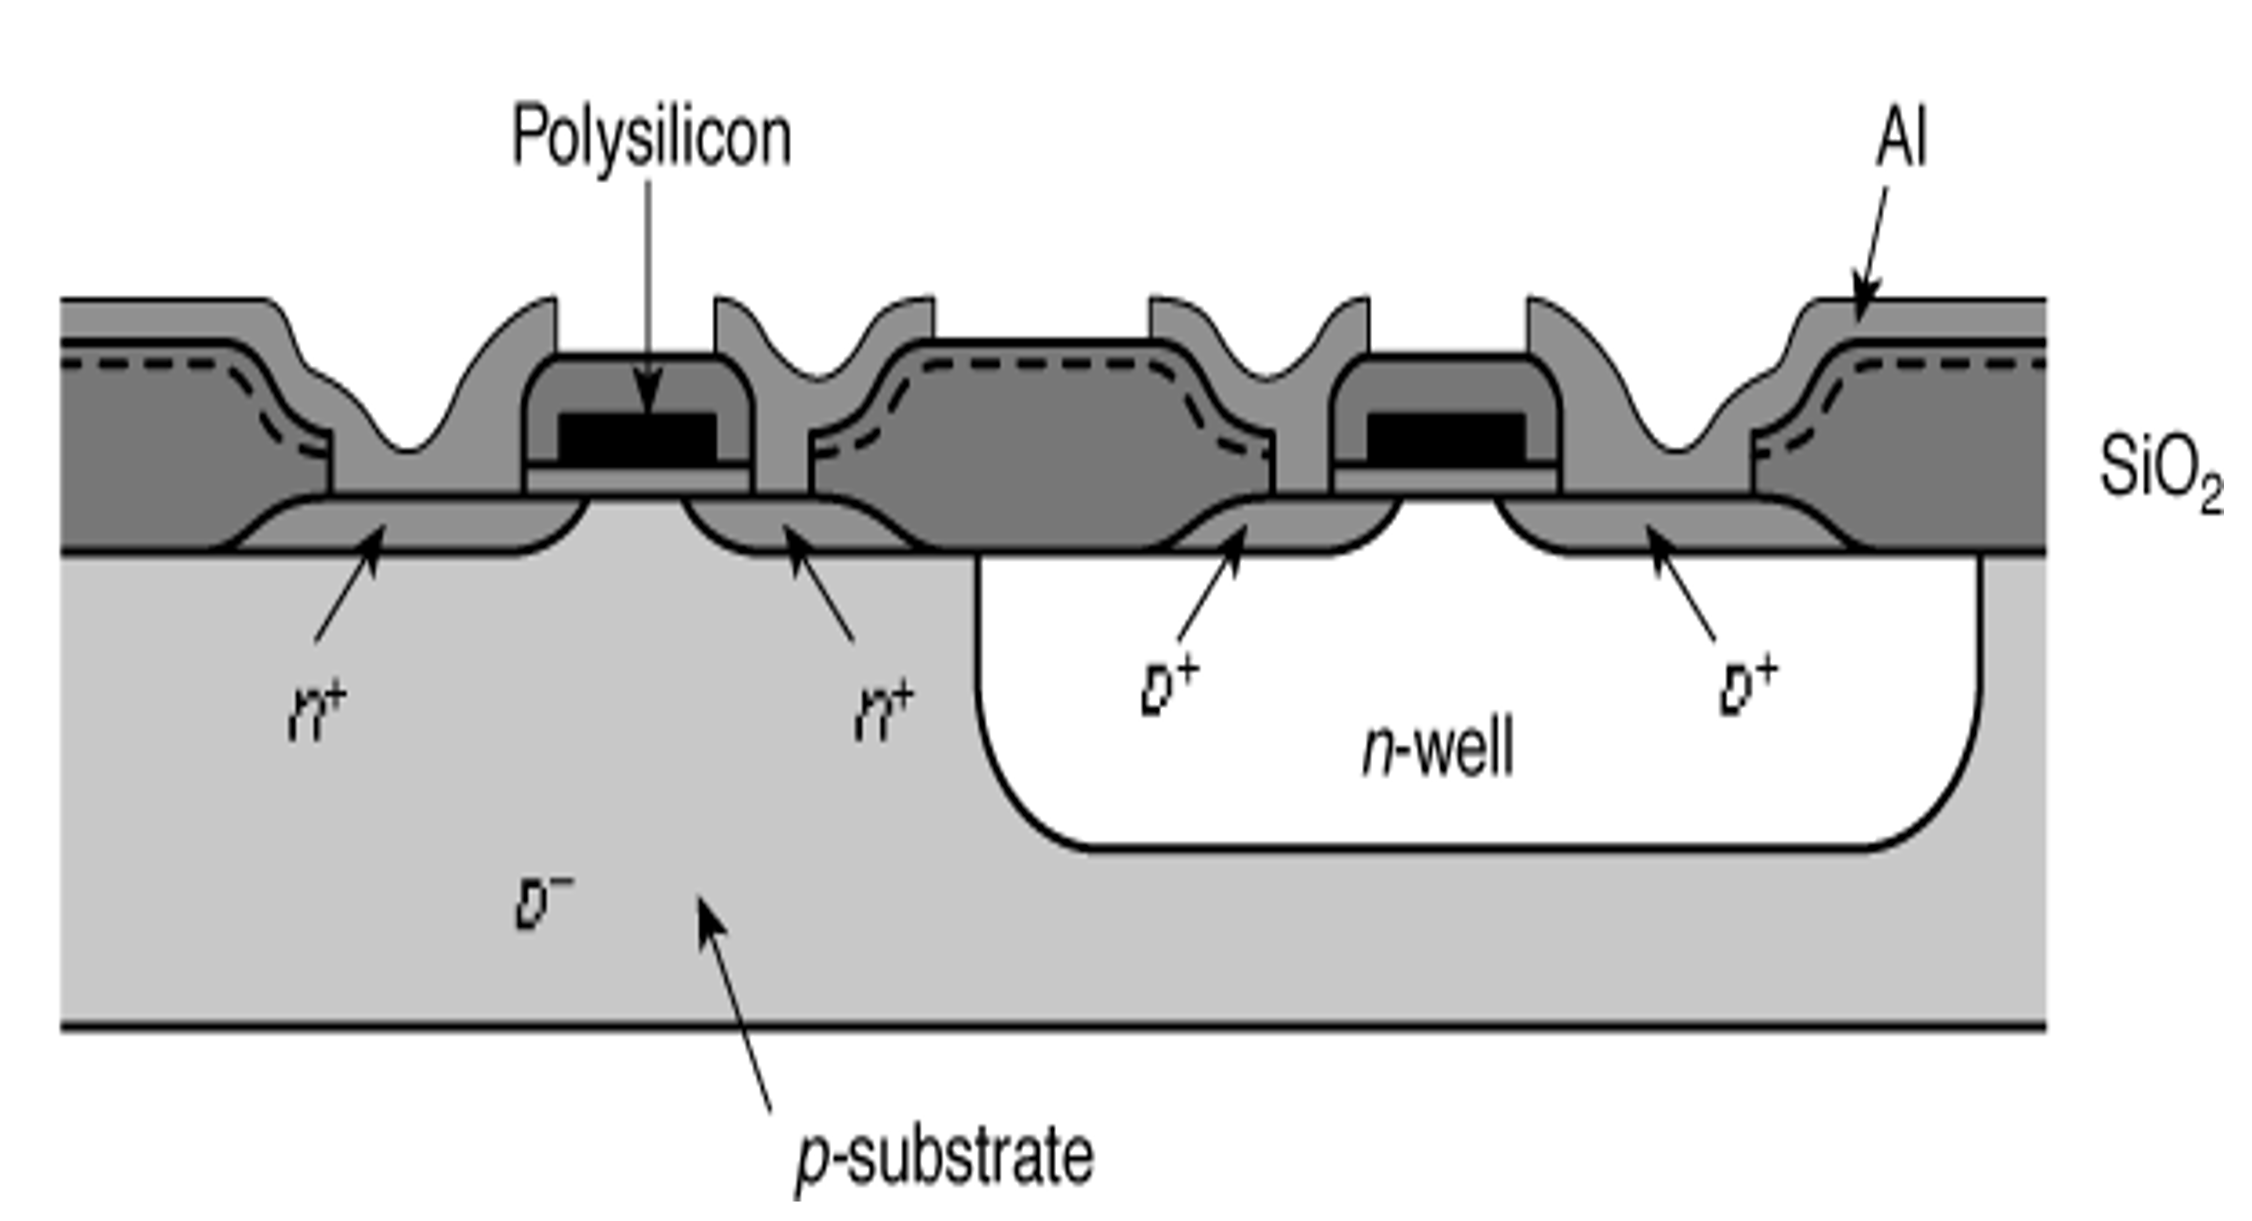 Polysilicon
Al
SiO₂
n⁺
n⁺
p⁺
p⁺
n-well
p⁻
p-substrate